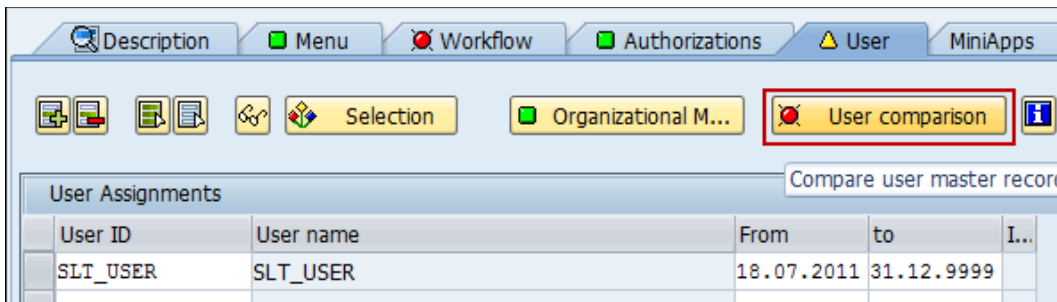 Description Menu Workflow Authorizations User MiniApps
Selection Organizational M... User comparison
Compare user master recor
User Assignments
User ID User name From to I...
SLT_USER SLT_USER 18.07.2011 31.12.9999